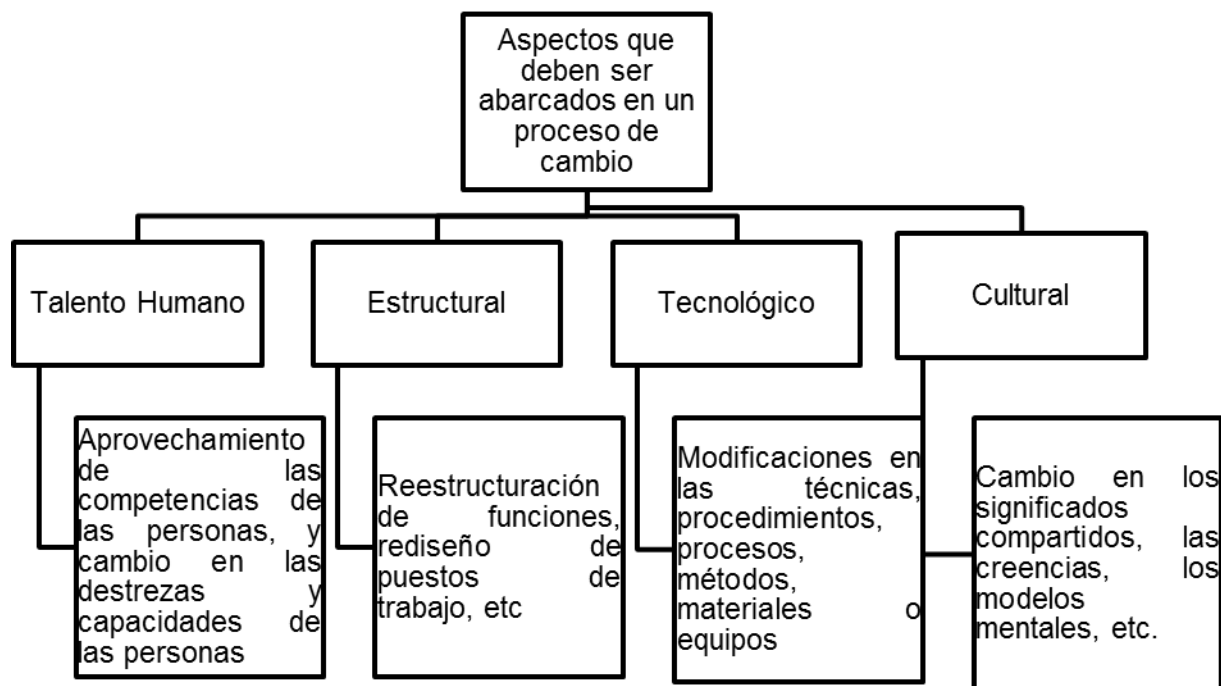 Aspectos que
deben ser
abarcados en un
proceso de
cambio
Talento Humano
Estructural
Tecnológico
Cultural
Aprovechamiento
de las
competencias de
las personas, y
cambio en las
destrezas y
capacidades de
las personas
Reestructuración
de funciones,
rediseño de
puestos de
trabajo, etc
Modificaciones en
las técnicas,
procedimientos,
procesos,
métodos,
materiales o
equipos
Cambio en los
significados
compartidos, las
creencias, los
modelos
mentales, etc.